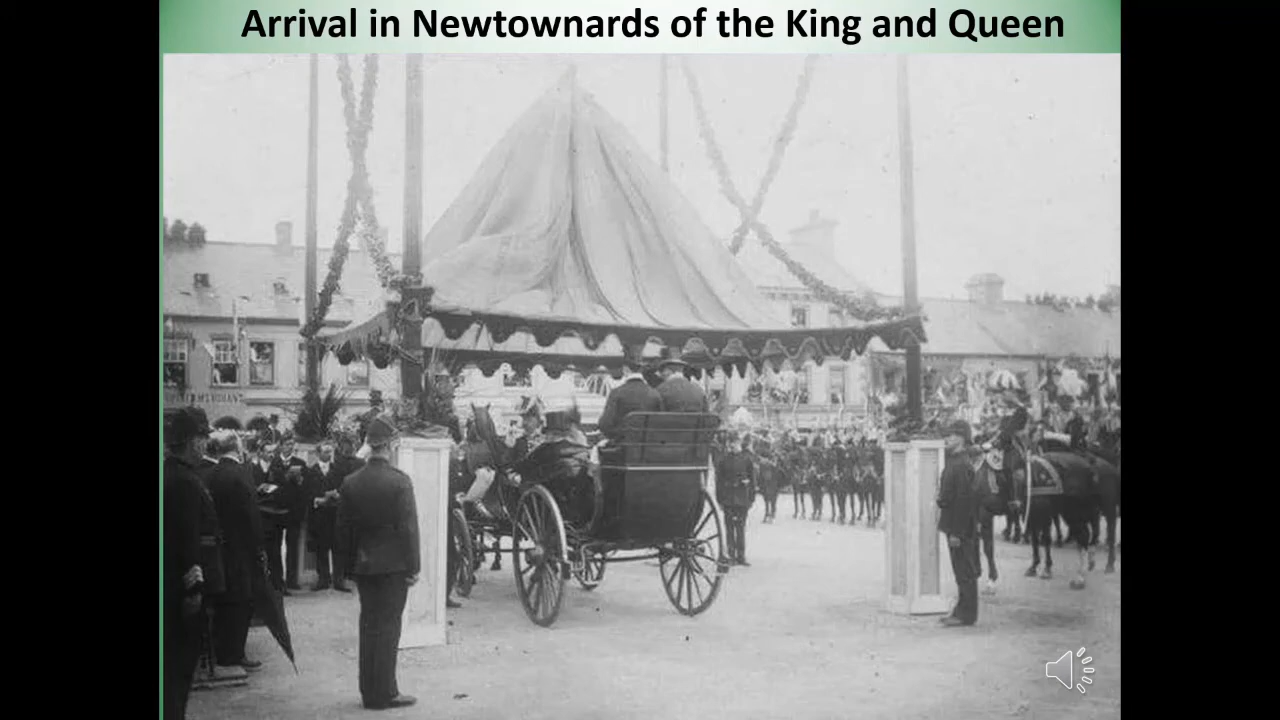 Arrival in Newtownards of the King and Queen